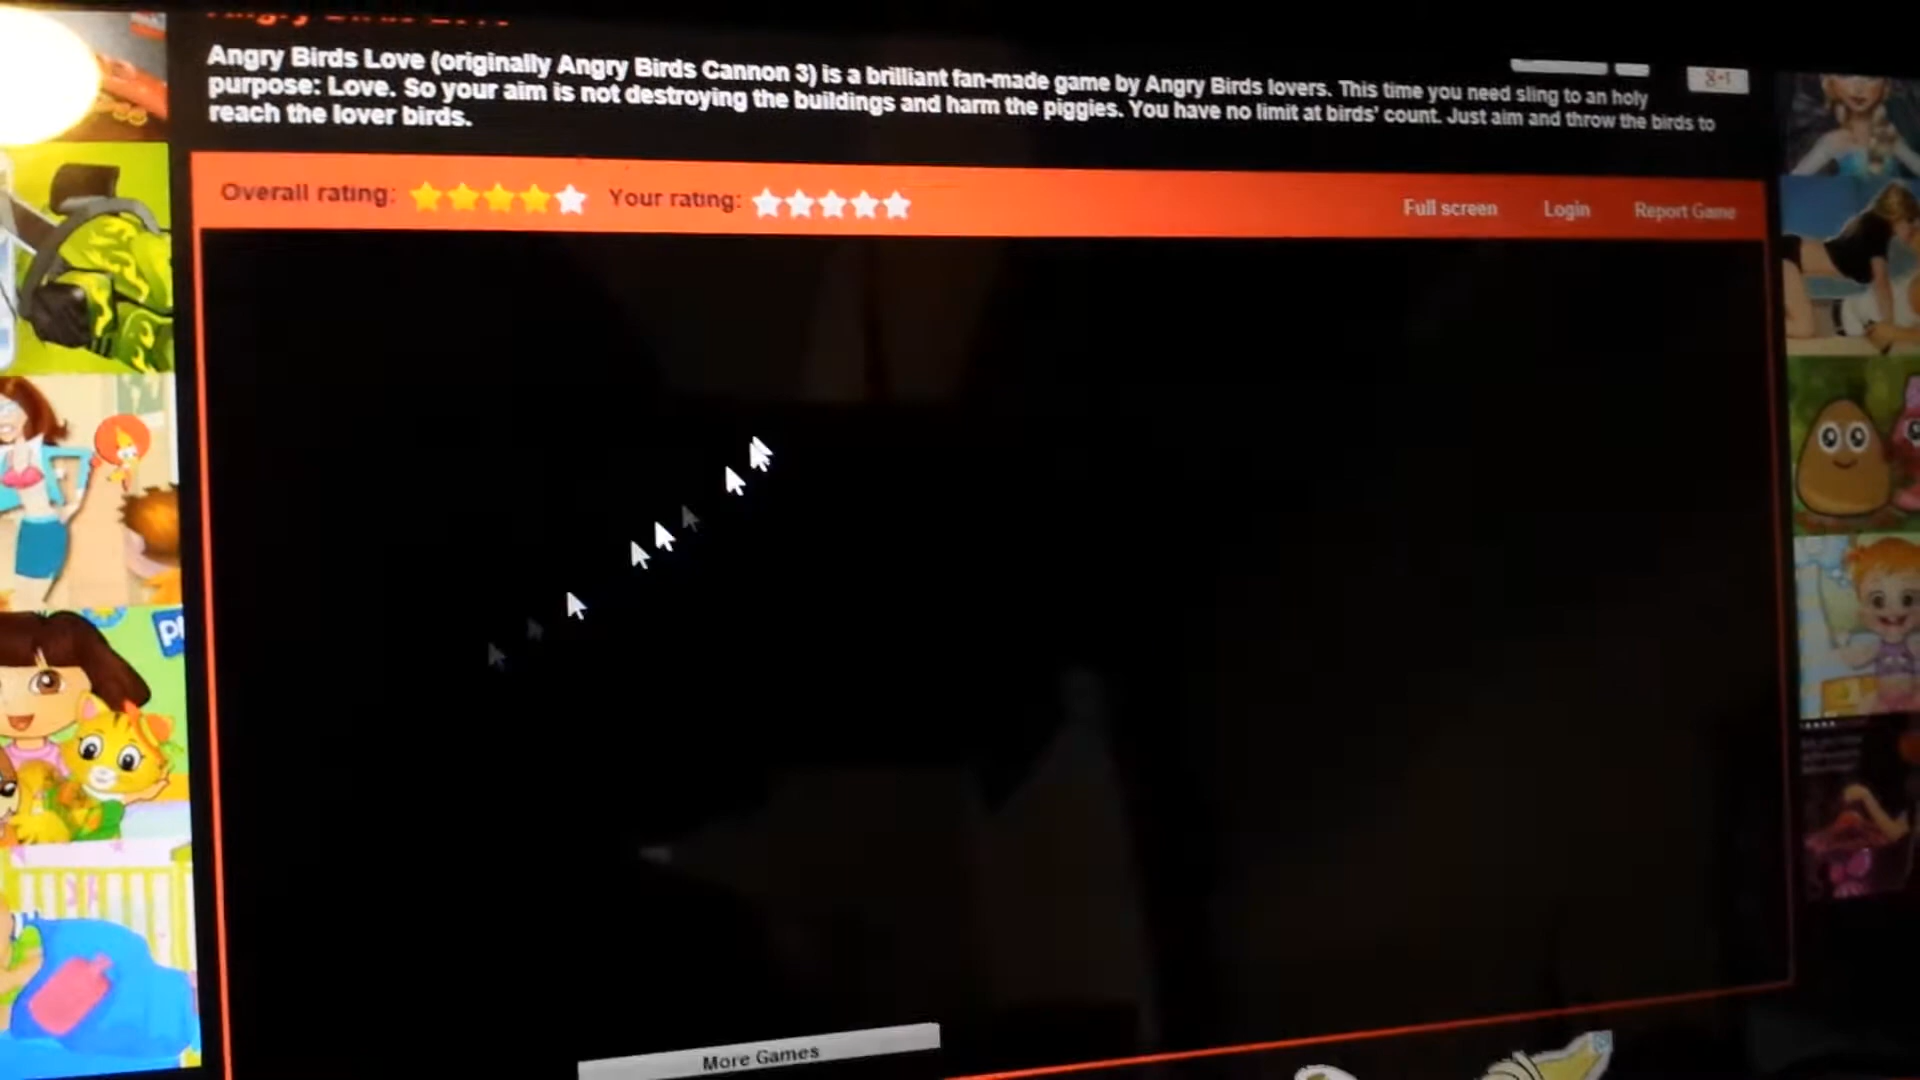 Angry Birds Love (originally Angry Birds Cannon 3) is a brilliant fan-made game by Angry Birds lovers. This time you need sling to an holy
purpose: Love. So your aim is not destroying the buildings and harm the piggies. You have no limit at birds' count. Just aim and throw the birds to
reach the lover birds.
Overall rating: Your rating: Full screen Login Report Game
More Games